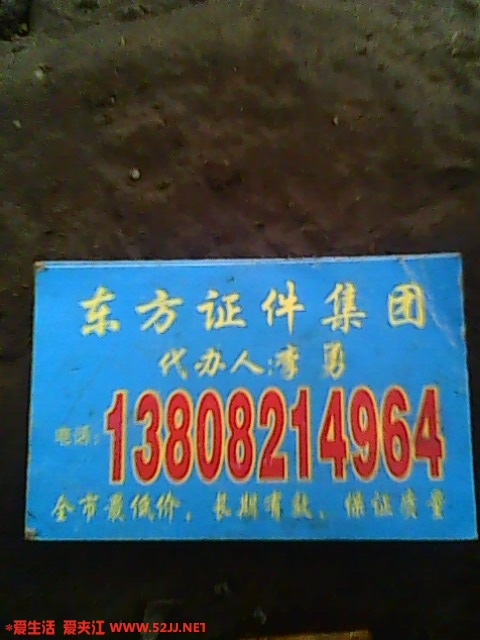 东方证件集团
代办人:李勇
电话:13808214964
全市最低价、长期有效、保证质量
*爱生活 爱夹江 www.52JJ.NET